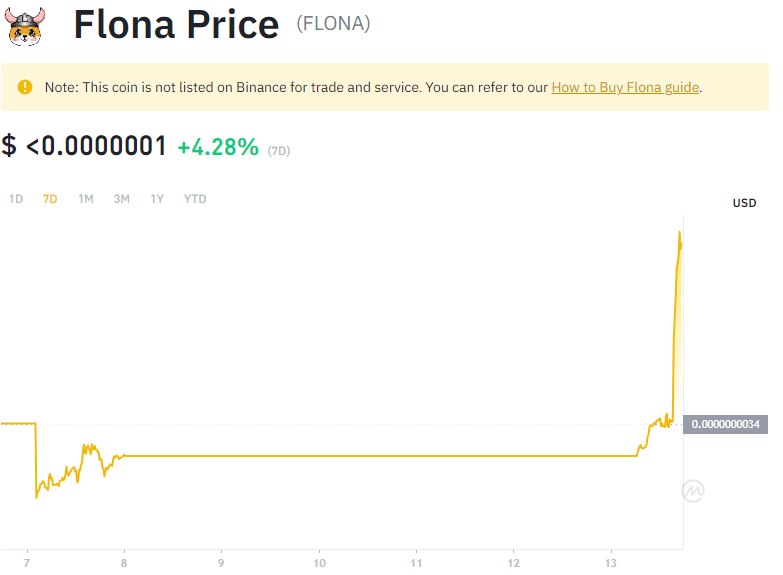 Flona Price (FLONA)
Note: This coin is not listed on Binance for trade and service. You can refer to our How to Buy Flona guide.
$ <0.0000001 +4.28% (7D)
1D 7D 1M 3M 1Y YTD
USD
0.0000000034
7 8 9 10 11 12 13